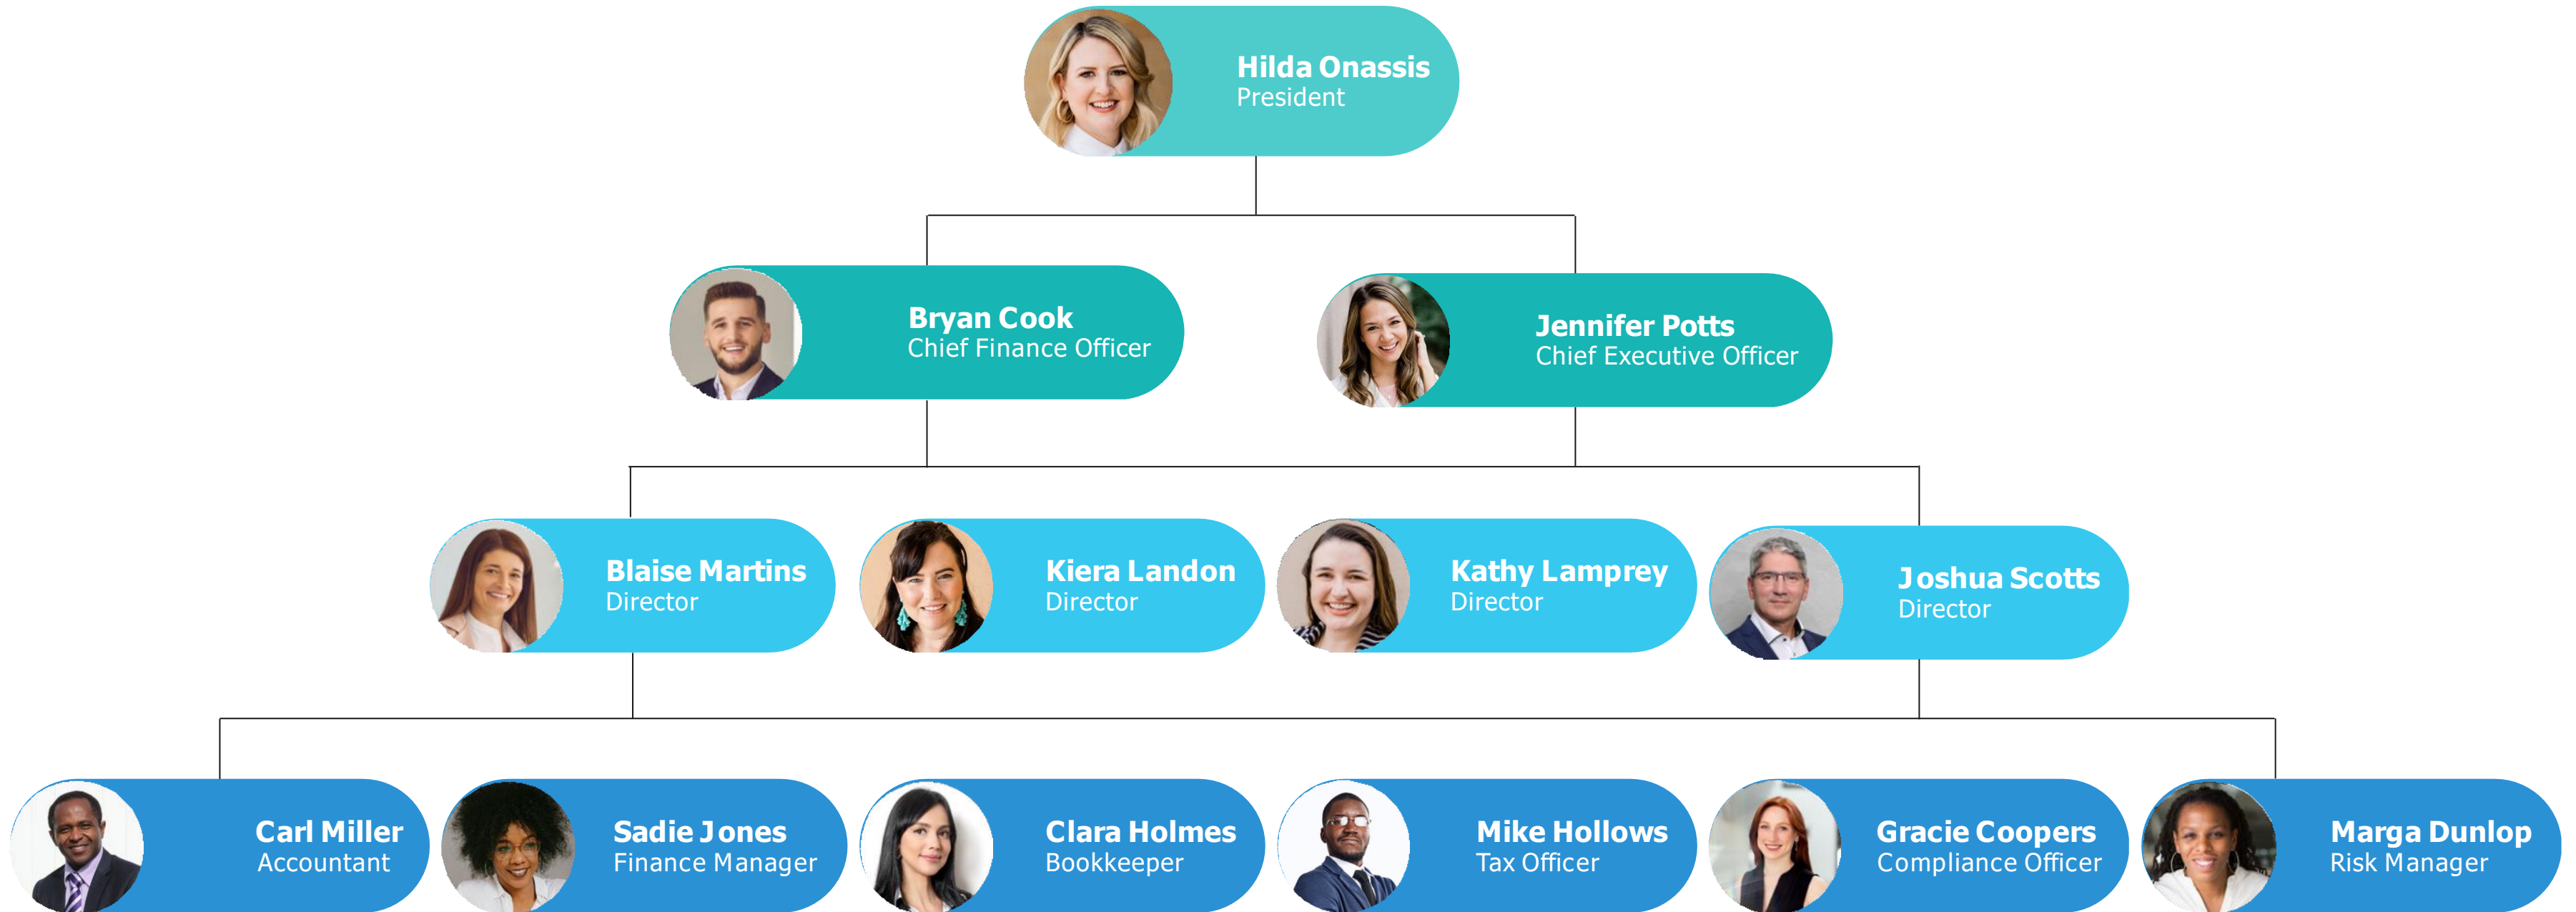 Hilda Onassis
President
Bryan Cook
Chief Finance Officer
Jennifer Potts
Chief Executive Officer
Blaise Martins
Director
Kiera Landon
Director
Kathy Lamprey
Director
Joshua Scotts
Director
Carl Miller
Accountant
Sadie Jones
Finance Manager
Clara Holmes
Bookkeeper
Mike Hollows
Tax Officer
Gracie Coopers
Compliance Officer
Marga Dunlop
Risk Manager